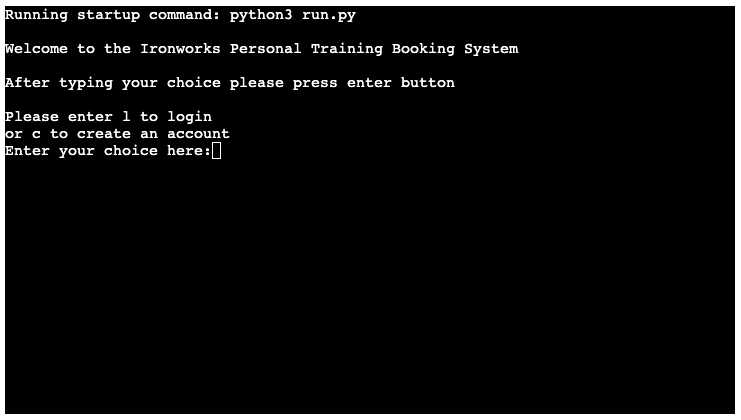 Running startup command: python3 run.py
Welcome to the Ironworks Personal Training Booking System
After typing your choice please press enter button
Please enter l to login
or c to create an account
Enter your choice here: